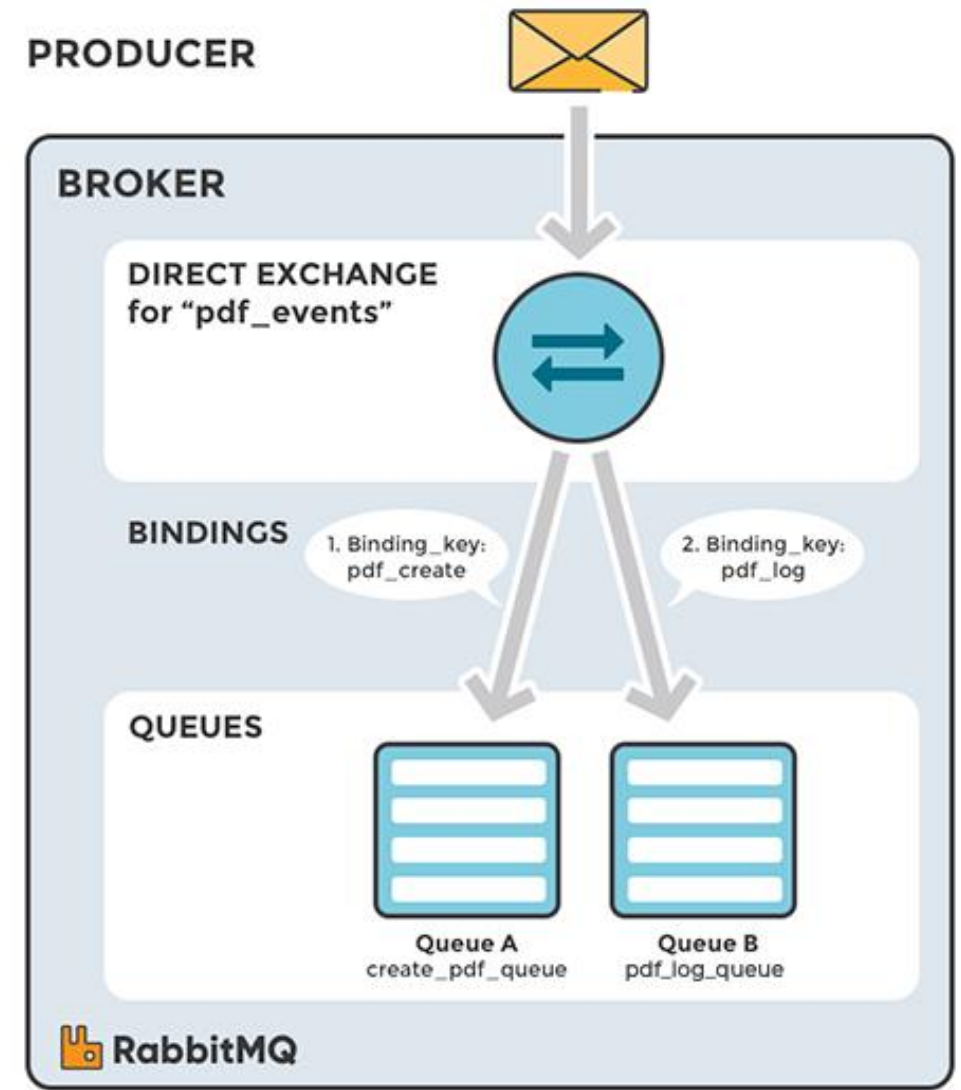 PRODUCER
BROKER
DIRECT EXCHANGE
for “pdf_events”
BINDINGS
1. Binding_key:
pdf_create
2. Binding_key:
pdf_log
QUEUES
Queue A
create_pdf_queue
Queue B
pdf_log_queue
RabbitMQ